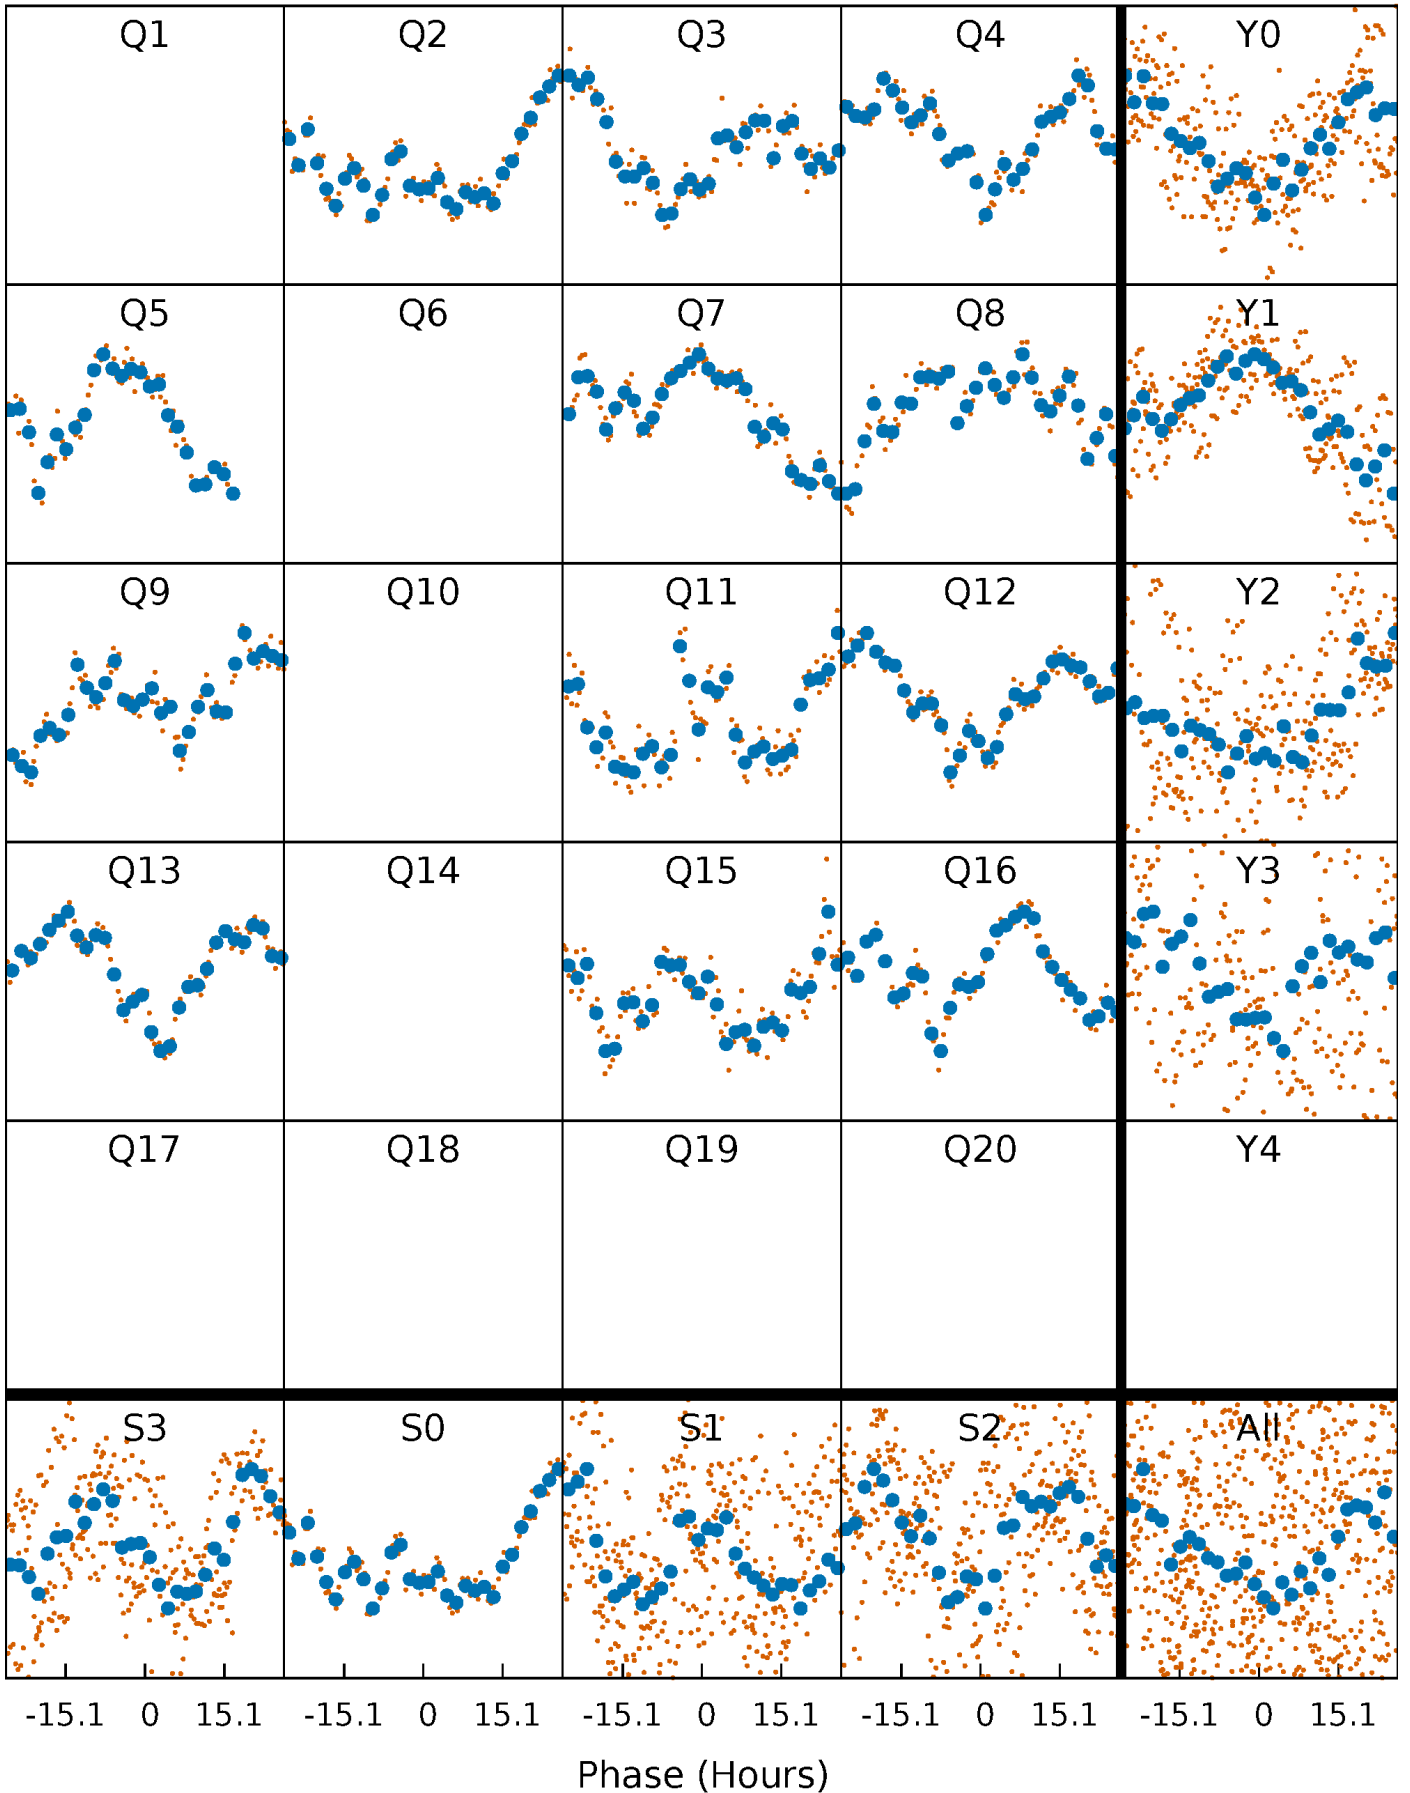 Q1 Q2 Q3 Q4 Y0
Q5 Q6 Q7 Q8 Y1
Q9 Q10 Q11 Q12 Y2
Q13 Q14 Q15 Q16 Y3
Q17 Q18 Q19 Q20 Y4
S3 S0 S1 S2 All
-15.1 0 15.1 -15.1 0 15.1 -15.1 0 15.1 -15.1 0 15.1 -15.1 0 15.1
Phase (Hours)